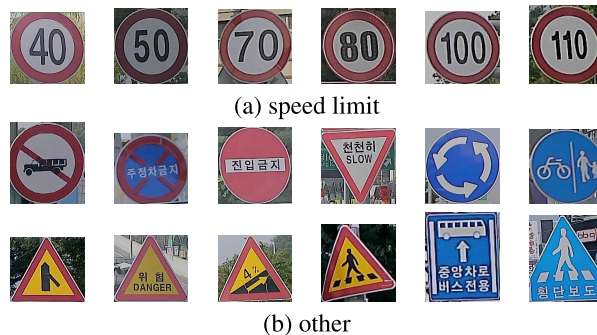 40
50
70
80
100
110
(a) speed limit
주정차금지
진입금지
천천히
SLOW
위 험
DANGER
4%
중앙차로
버스전용
횡단보도
(b) other